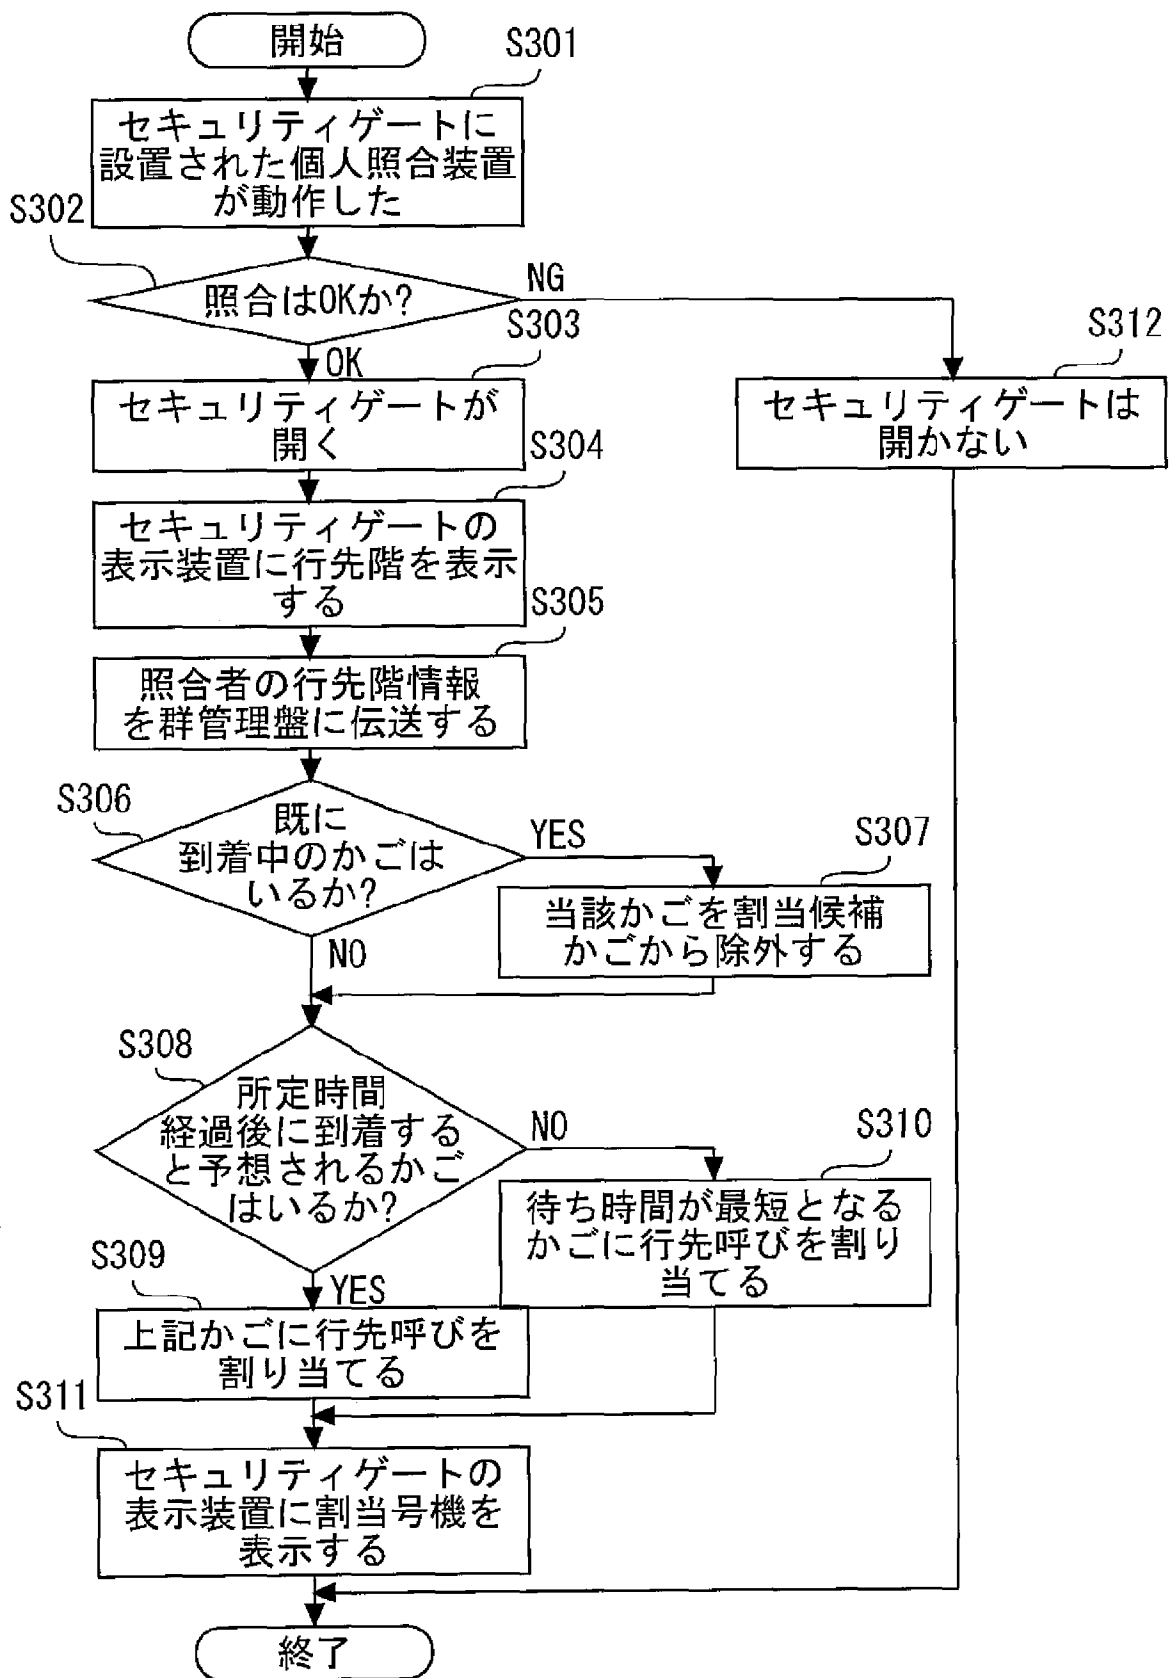 開始
S301
セキュリティゲートに
設置された個人照合装置
が動作した
S302
照合はOKか?
NG
OK
S303
セキュリティゲートが
開く
S312
セキュリティゲートは
開かない
S304
セキュリティゲートの
表示装置に行先階を表示
する
S305
照合者の行先階情報
を群管理盤に伝送する
S306
既に
到着中のかごは
いるか?
YES
NO
S307
当該かごを割当候補
かごから除外する
S308
所定時間
経過後に到着する
と予想されるかご
はいるか?
NO
YES
S310
待ち時間が最短となる
かごに行先呼びを割り
当てる
S309
上記かごに行先呼びを
割り当てる
S311
セキュリティゲートの
表示装置に割当号機を
表示する
終了